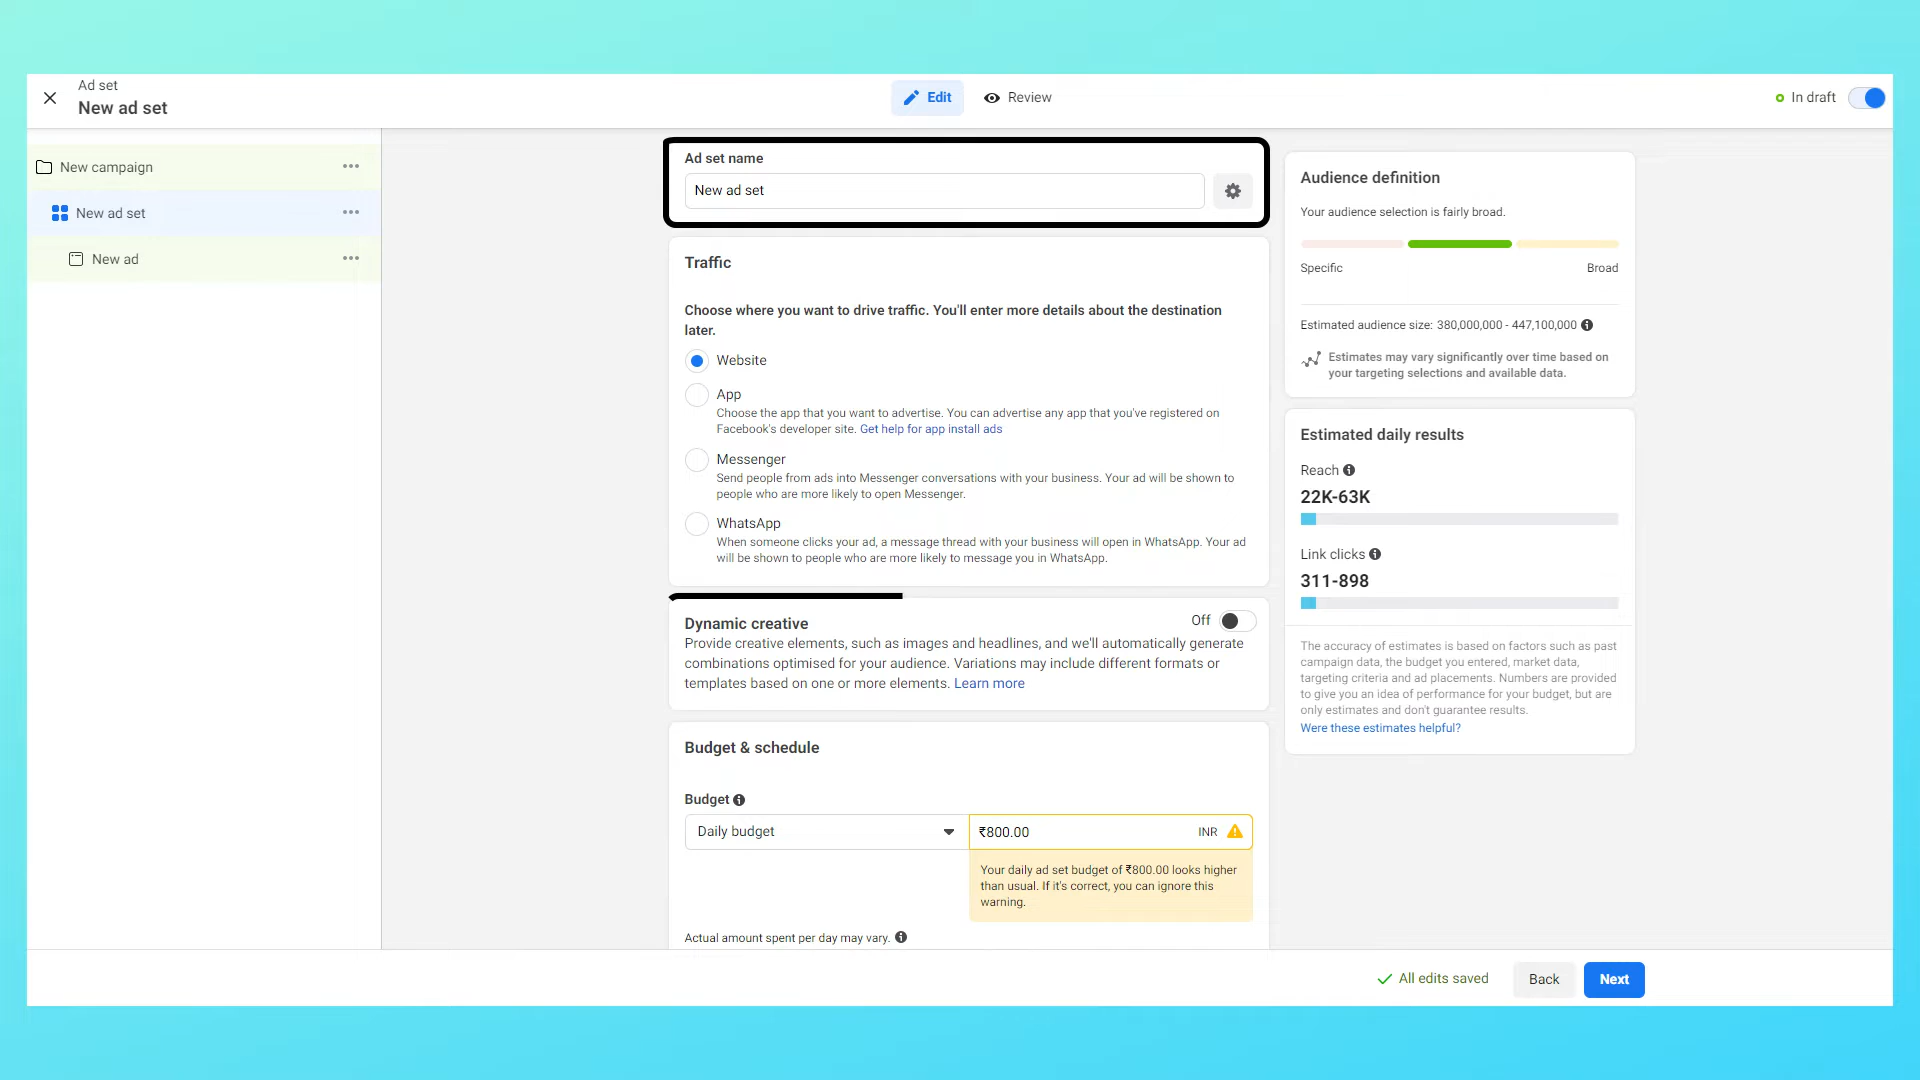 Ad set
New ad set
Edit
Review
In draft
New campaign
New ad set
New ad
Ad set name
New ad set
Traffic
Choose where you want to drive traffic. You'll enter more details about the destination
later.
Website
App
Choose the app that you want to advertise. You can advertise any app that you've registered on
Facebook's developer site. Get help for app install ads
Messenger
Send people from ads into Messenger conversations with your business. Your ad will be shown to
people who are more likely to open Messenger.
WhatsApp
When someone clicks your ad, a message thread with your business will open in WhatsApp. Your ad
will be shown to people who are more likely to message you in WhatsApp.
Dynamic creative
Off
Provide creative elements, such as images and headlines, and we'll automatically generate
combinations optimised for your audience. Variations may include different formats or
templates based on one or more elements. Learn more
Budget & schedule
Budget
Daily budget
₹800.00
INR
Your daily ad set budget of ₹800.00 looks higher
than usual. If it's correct, you can ignore this
warning.
Actual amount spent per day may vary.
Audience definition
Your audience selection is fairly broad.
Specific
Broad
Estimated audience size: 380,000,000 - 447,100,000
Estimates may vary significantly over time based on
your targeting selections and available data.
Estimated daily results
Reach
22K-63K
Link clicks
311-898
The accuracy of estimates is based on factors such as past
campaign data, the budget you entered, market data,
targeting criteria and ad placements. Numbers are provided
to give you an idea of performance for your budget, but are
only estimates and don't guarantee results.
Were these estimates helpful?
All edits saved
Back
Next